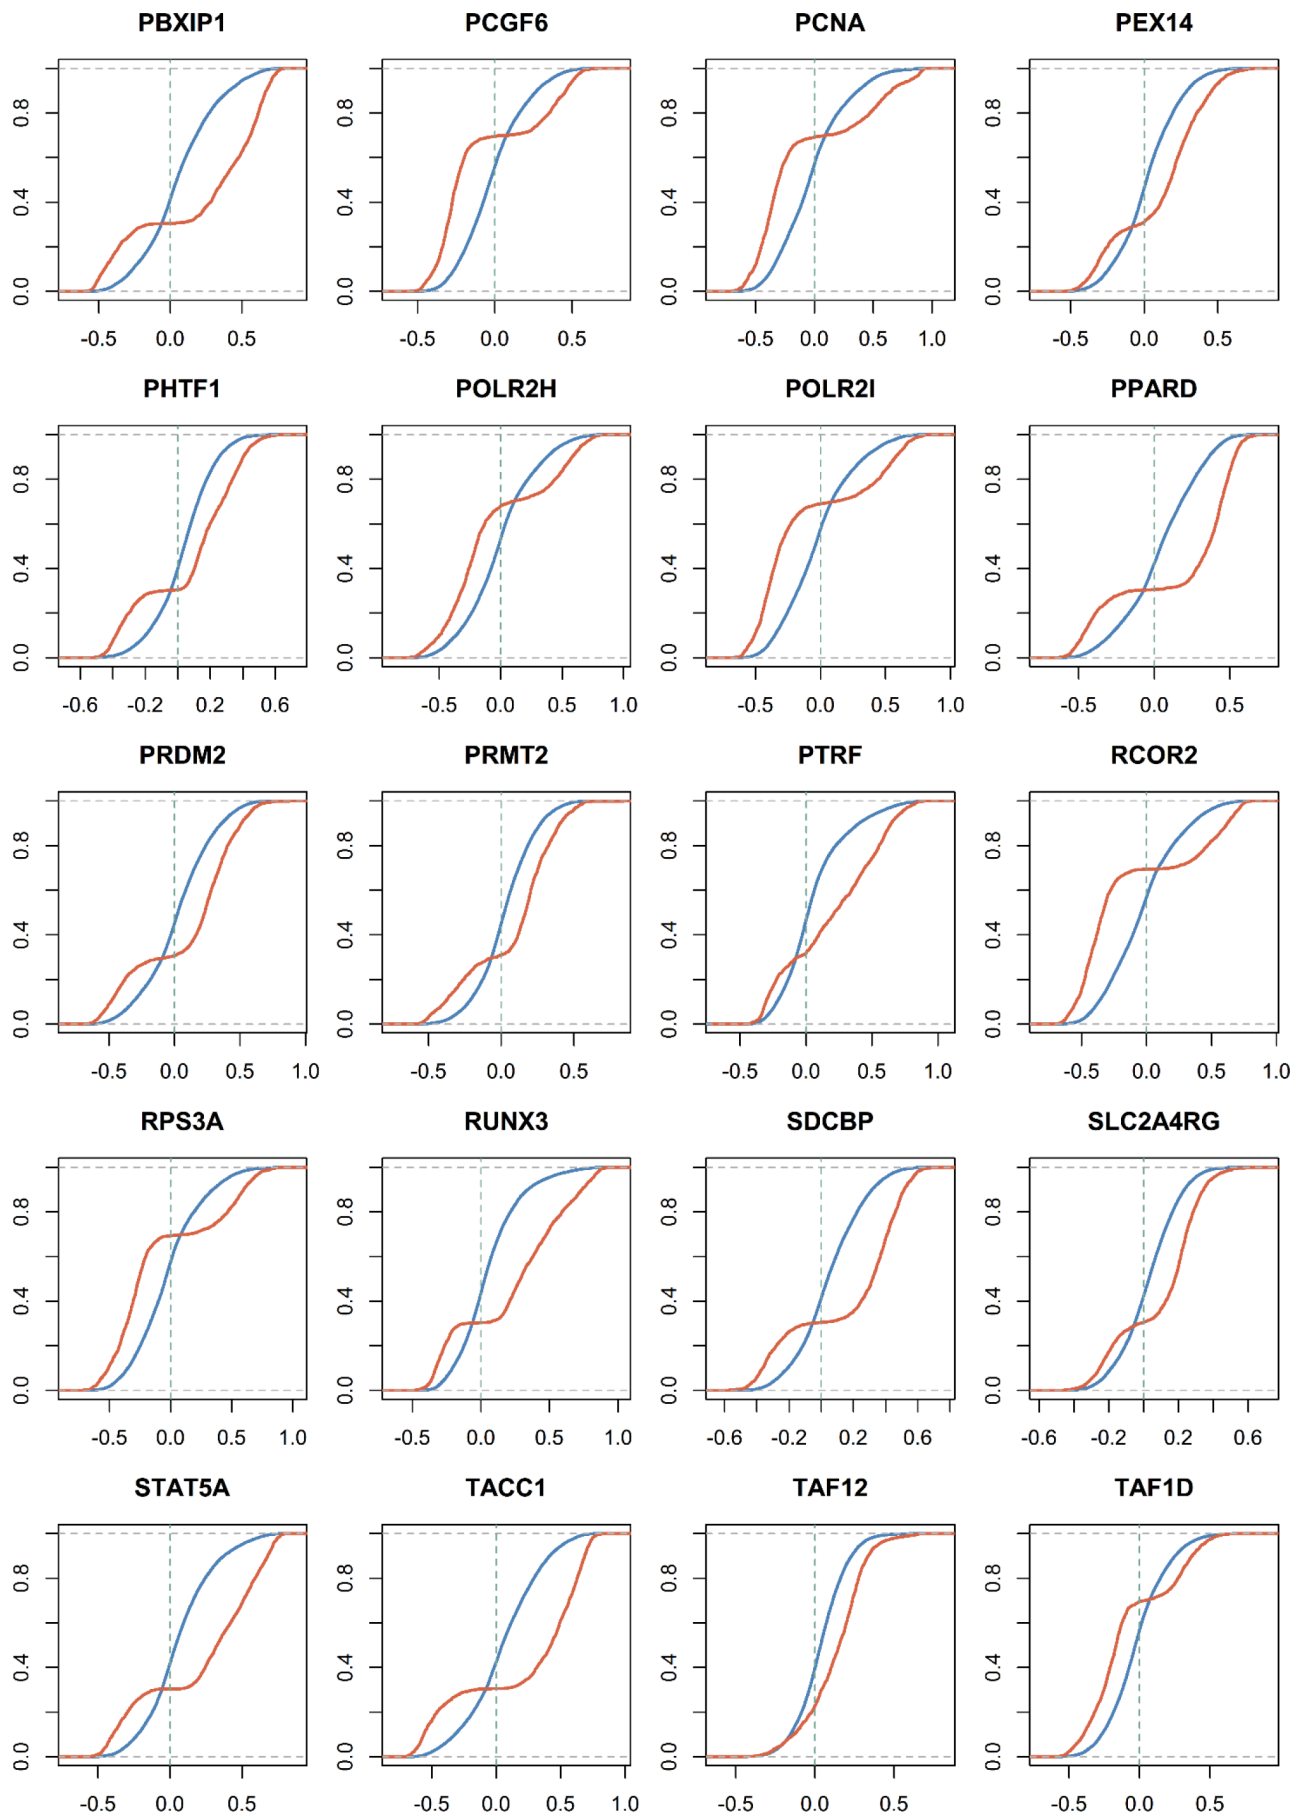 PBXIP1 PCGF6 PCNA PEX14
0.0 0.4 0.8 0.0 0.4 0.8 0.0 0.4 0.8 0.0 0.4 0.8
-0.5 0.0 0.5 -0.5 0.0 0.5 -0.5 0.0 0.5 1.0 -0.5 0.0 0.5
PHTF1 POLR2H POLR2I PPARD
0.0 0.4 0.8 0.0 0.4 0.8 0.0 0.4 0.8 0.0 0.4 0.8
-0.6 -0.2 0.2 0.6 -0.5 0.0 0.5 1.0 -0.5 0.0 0.5 1.0 -0.5 0.0 0.5
PRDM2 PRMT2 PTRF RCOR2
0.0 0.4 0.8 0.0 0.4 0.8 0.0 0.4 0.8 0.0 0.4 0.8
-0.5 0.0 0.5 1.0 -0.5 0.0 0.5 -0.5 0.0 0.5 1.0 -0.5 0.0 0.5 1.0
RPS3A RUNX3 SDCBP SLC2A4RG
0.0 0.4 0.8 0.0 0.4 0.8 0.0 0.4 0.8 0.0 0.4 0.8
-0.5 0.0 0.5 1.0 -0.5 0.0 0.5 1.0 -0.6 -0.2 0.2 0.6 -0.6 -0.2 0.2 0.6
STAT5A TACC1 TAF12 TAF1D
0.0 0.4 0.8 0.0 0.4 0.8 0.0 0.4 0.8 0.0 0.4 0.8
-0.5 0.0 0.5 -0.5 0.0 0.5 1.0 -0.5 0.0 0.5 -0.5 0.0 0.5